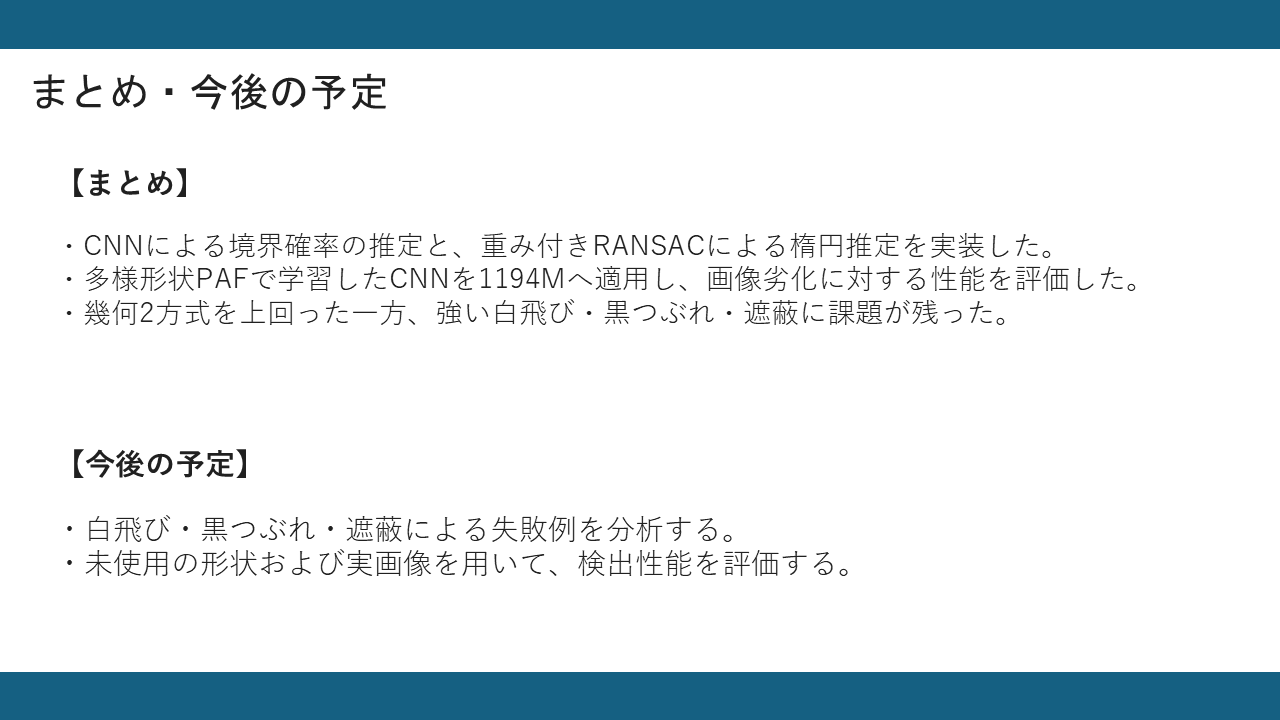 まとめ・今後の予定
【まとめ】
・CNNによる境界確率の推定と、重み付きRANSACによる楕円推定を実装した。
・多様形状PAFで学習したCNNを1194Mへ適用し、画像劣化に対する性能を評価した。
・幾何2方式を上回った一方、強い白飛び・黒つぶれ・遮蔽に課題が残った。
【今後の予定】
・白飛び・黒つぶれ・遮蔽による失敗例を分析する。
・未使用の形状および実画像を用いて、検出性能を評価する。